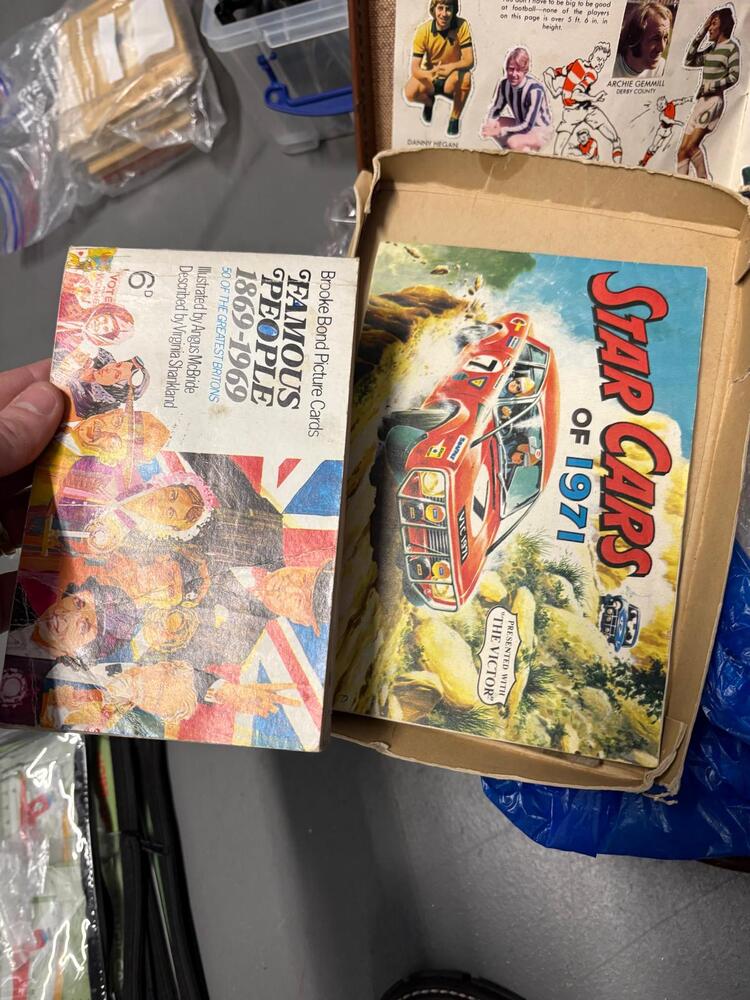 You don't have to be big to be good
at football—none of the players
on this page is over 5 ft. 6 in. in
height.
ARCHIE GEMMILL
DERBY COUNTY
DANNY HEGAN
Brooke Bond Picture Cards
FAMOUS
PEOPLE
1869-1969
50 OF THE GREATEST BRITONS
Illustrated by Angus McBride
Described by Virginia Shankland
6D
VOTES
STAR CARS
OF 1971
7
PRESENTED WITH
"THE VICTOR"